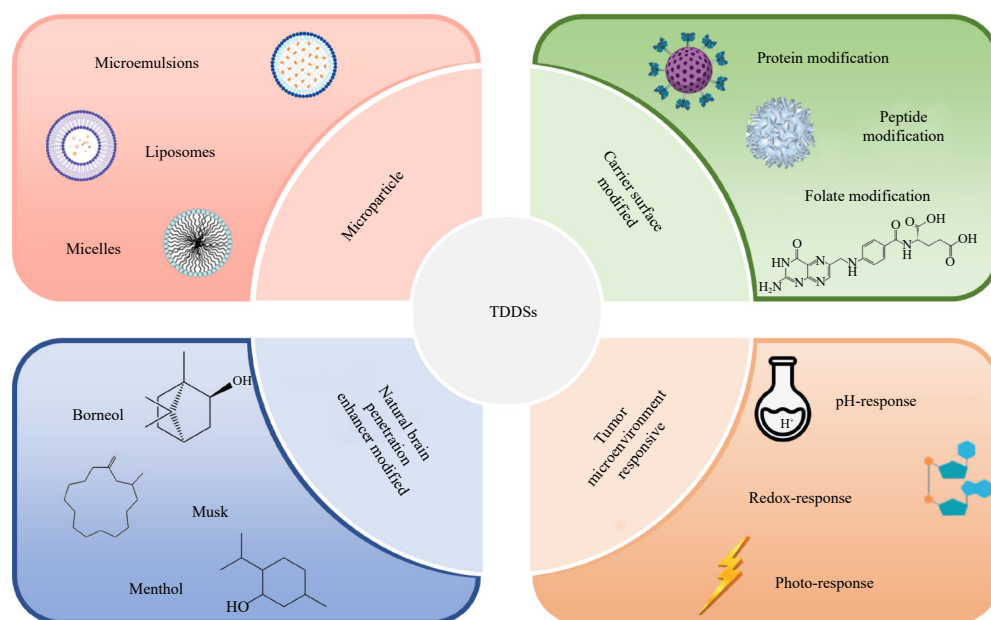 Microemulsions
Liposomes
Micelles
Microparticle
Protein modification
Peptide
modification
Folate modification
O
OH
O
N
H
OH
O
O
HN
H₂N
N
N
N
NH
Carrier surface
modified
TDDSs
Borneol
OH
Musk
Menthol
HO
Natural brain
penetration
enhancer modified
Tumor
microenvironment
responsive
pH-response
H⁺
Redox-response
Photo-response